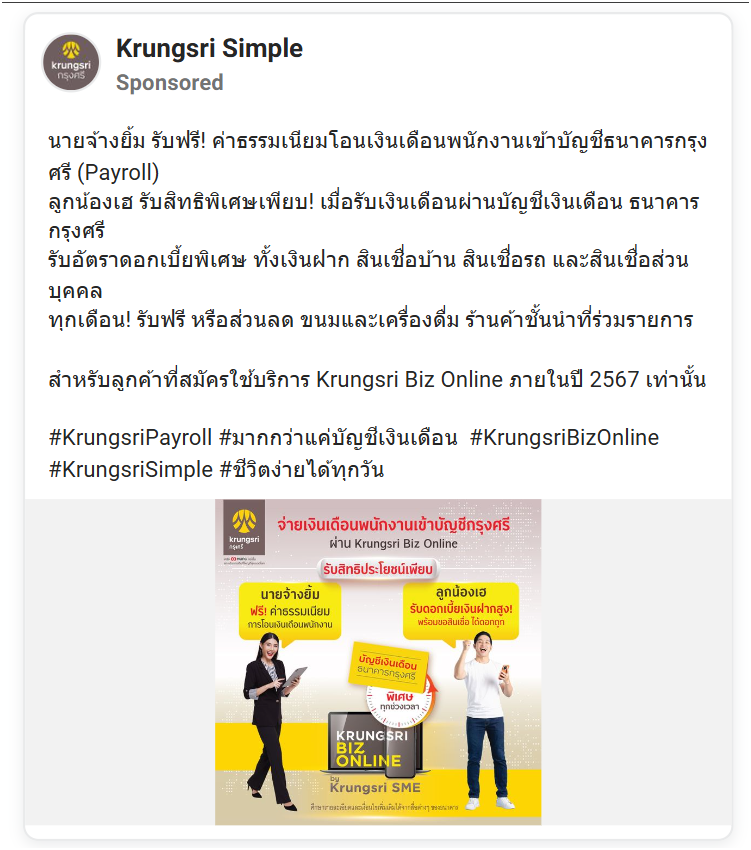 Krungsri Simple
Sponsored
นายจ้างยิ้ม รับฟรี! ค่าธรรมเนียมโอนเงินเดือนพนักงานเข้าบัญชีธนาคารกรุง
ศรี (Payroll)
ลูกน้องเฮ รับสิทธิพิเศษเพียบ! เมื่อรับเงินเดือนผ่านบัญชีเงินเดือน ธนาคาร
กรุงศรี
รับอัตราดอกเบี้ยพิเศษ ทั้งเงินฝาก สินเชื่อบ้าน สินเชื่อรถ และสินเชื่อส่วน
บุคคล
ทุกเดือน! รับฟรี หรือส่วนลด ขนมและเครื่องดื่ม ร้านค้าชั้นนำที่ร่วมรายการ
สำหรับลูกค้าที่สมัครใช้บริการ Krungsri Biz Online ภายในปี 2567 เท่านั้น
#KrungsriPayroll #มากกว่าแค่บัญชีเงินเดือน #KrungsriBizOnline
#KrungsriSimple #ชีวิตง่ายได้ทุกวัน
krungsri
กรุงศรี
จ่ายเงินเดือนพนักงานเข้าบัญชีกรุงศรี
ผ่าน Krungsri Biz Online
รับสิทธิประโยชน์เพียบ
นายจ้างยิ้ม
ฟรี! ค่าธรรมเนียม
การโอนเงินเดือนพนักงาน
ลูกน้องเฮ
รับดอกเบี้ยเงินฝากสูง!
พร้อมขอสินเชื่อ ได้ดอกถูก
บัญชีเงินเดือน
ธนาคารกรุงศรี
พิเศษ
ทุกช่วงเวลา
KRUNGSRI
BIZ
ONLINE
by
Krungsri SME